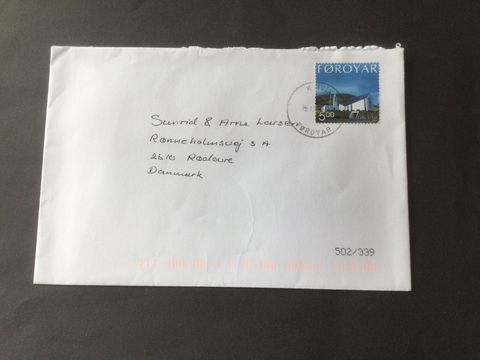 FØROYAR
5,00
FØROYAR
Sunrid & Arne Larsen
Rønneholmsvej 3 A
2610 Rødovre
Danmark
502/339